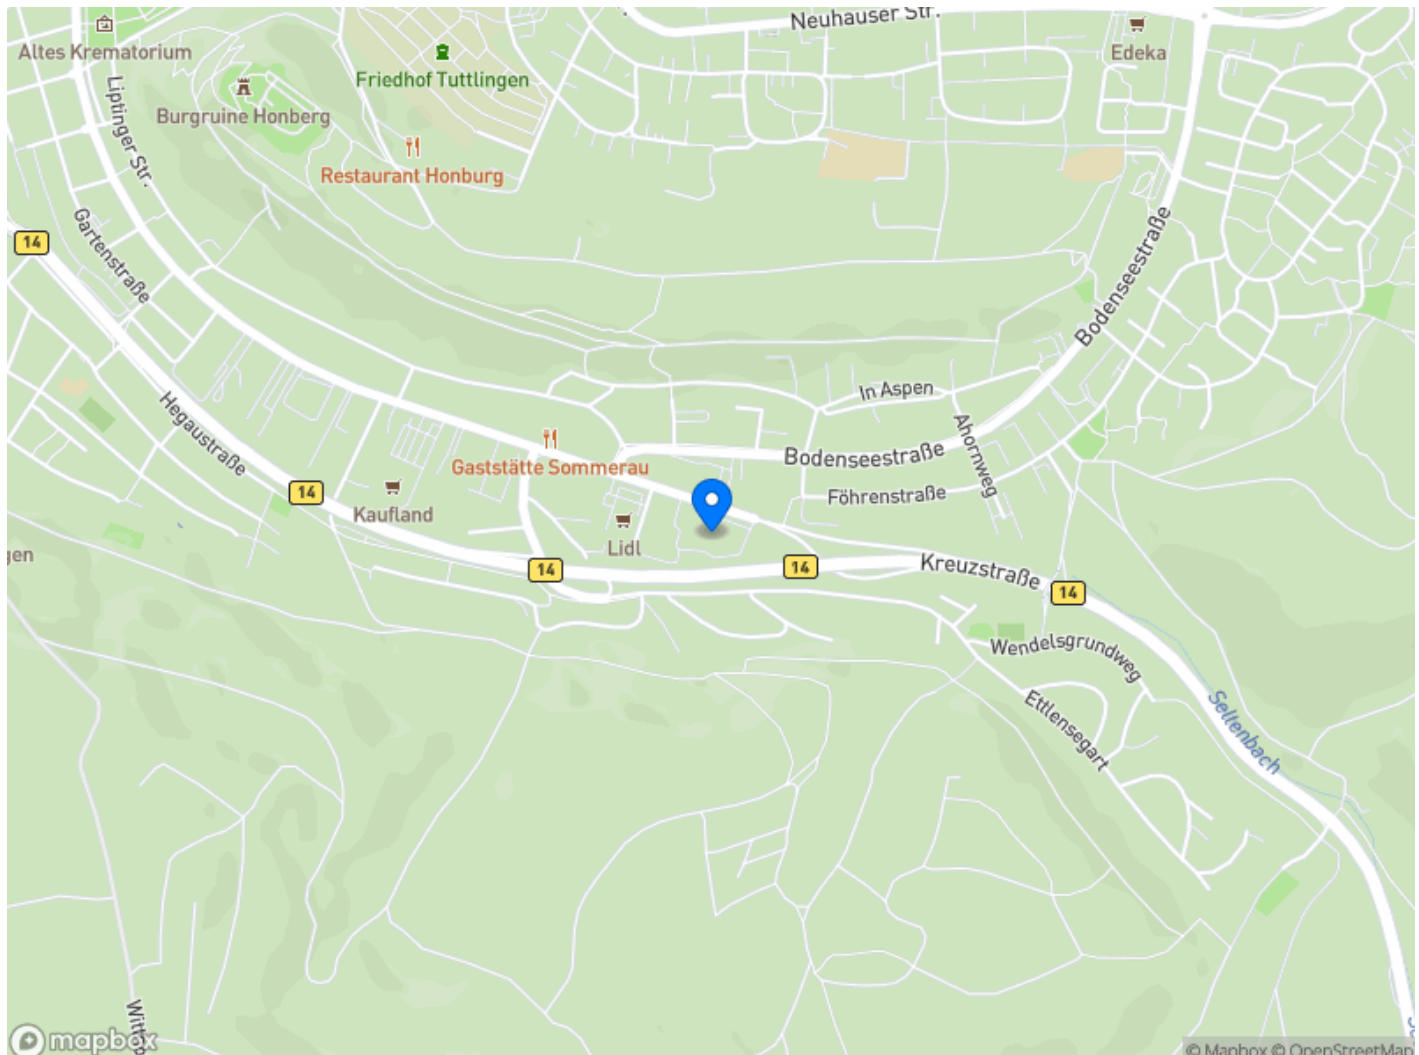 Neuhauser Str.
Altes Krematorium
Edeka
Friedhof Tuttlingen
Liptinger Str.
Burgruine Honberg
Restaurant Honburg
14
Gartenstraße
Bodenseestraße
In Aspen
Hegaustraße
Ahornweg
Gaststätte Sommerau
Bodenseestraße
14
Kaufland
Föhrenstraße
Lidl
gen
14
14
Kreuzstraße
14
Wendelsgrundweg
Ettlensegart
Seltenbach
mapbox
© Mapbox © OpenStreetMap